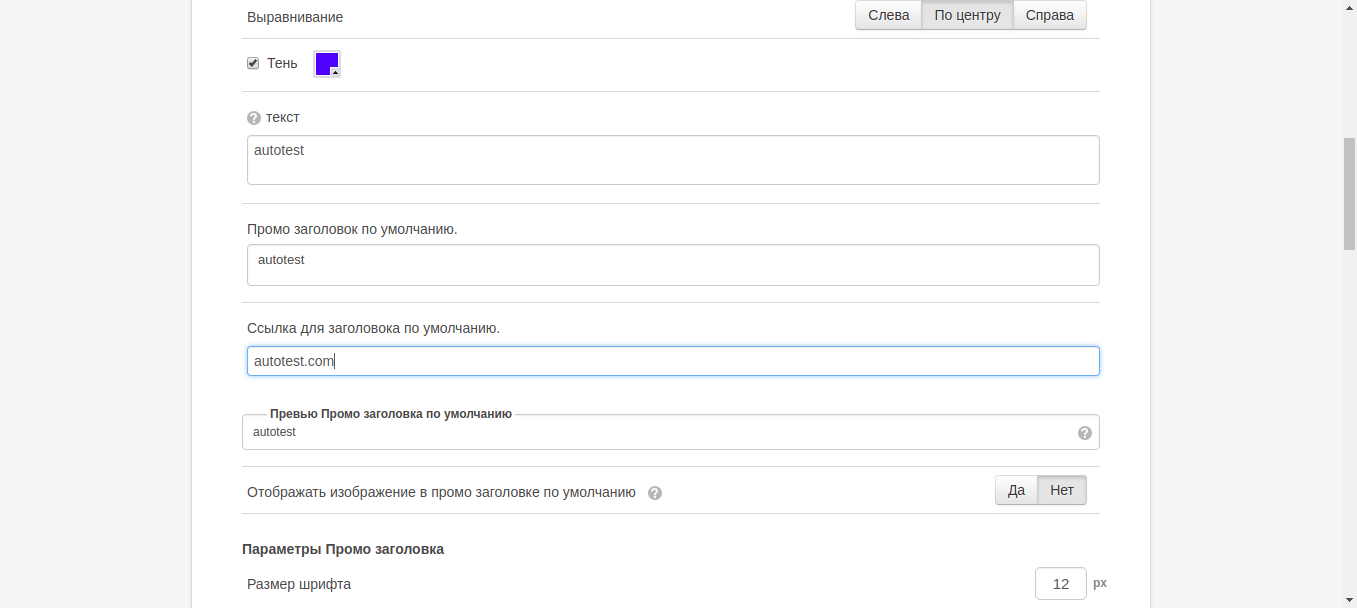 Выравнивание
Слева По центру Справа
Тень
? текст
autotest
Промо заголовок по умолчанию.
autotest
Ссылка для заголовока по умолчанию.
autotest.com
Превью Промо заголовка по умолчанию
autotest ?
Отображать изображение в промо заголовке по умолчанию ?
Да Нет
Параметры Промо заголовка
Размер шрифта
12 px